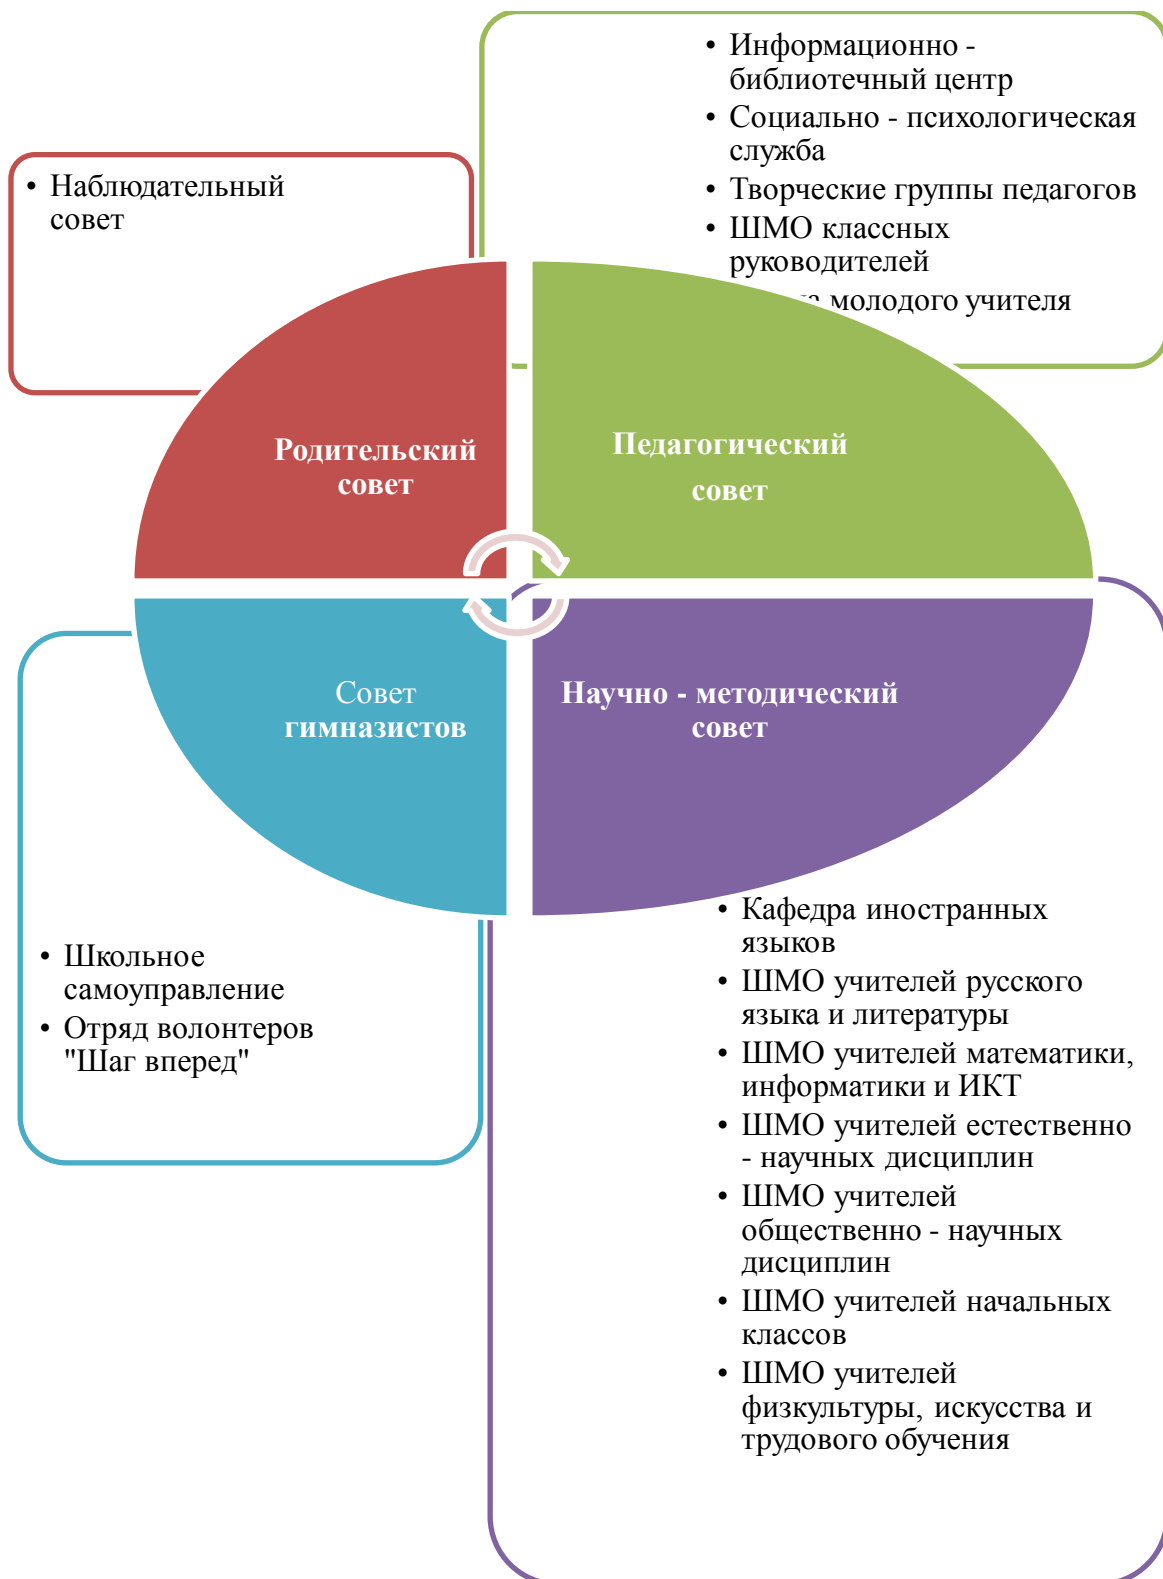 • Информационно -
библиотечный центр
• Социально - психологическая
служба
• Творческие группы педагогов
• ШМО классных
руководителей
молодого учителя
• Наблюдательный
совет
Родительский
совет
Педагогический
совет
Совет
гимназистов
Научно - методический
совет
• Школьное
самоуправление
• Отряд волонтеров
"Шаг вперед"
• Кафедра иностранных
языков
• ШМО учителей русского
языка и литературы
• ШМО учителей математики,
информатики и ИКТ
• ШМО учителей естественно
- научных дисциплин
• ШМО учителей
общественно - научных
дисциплин
• ШМО учителей начальных
классов
• ШМО учителей
физкультуры, искусства и
трудового обучения